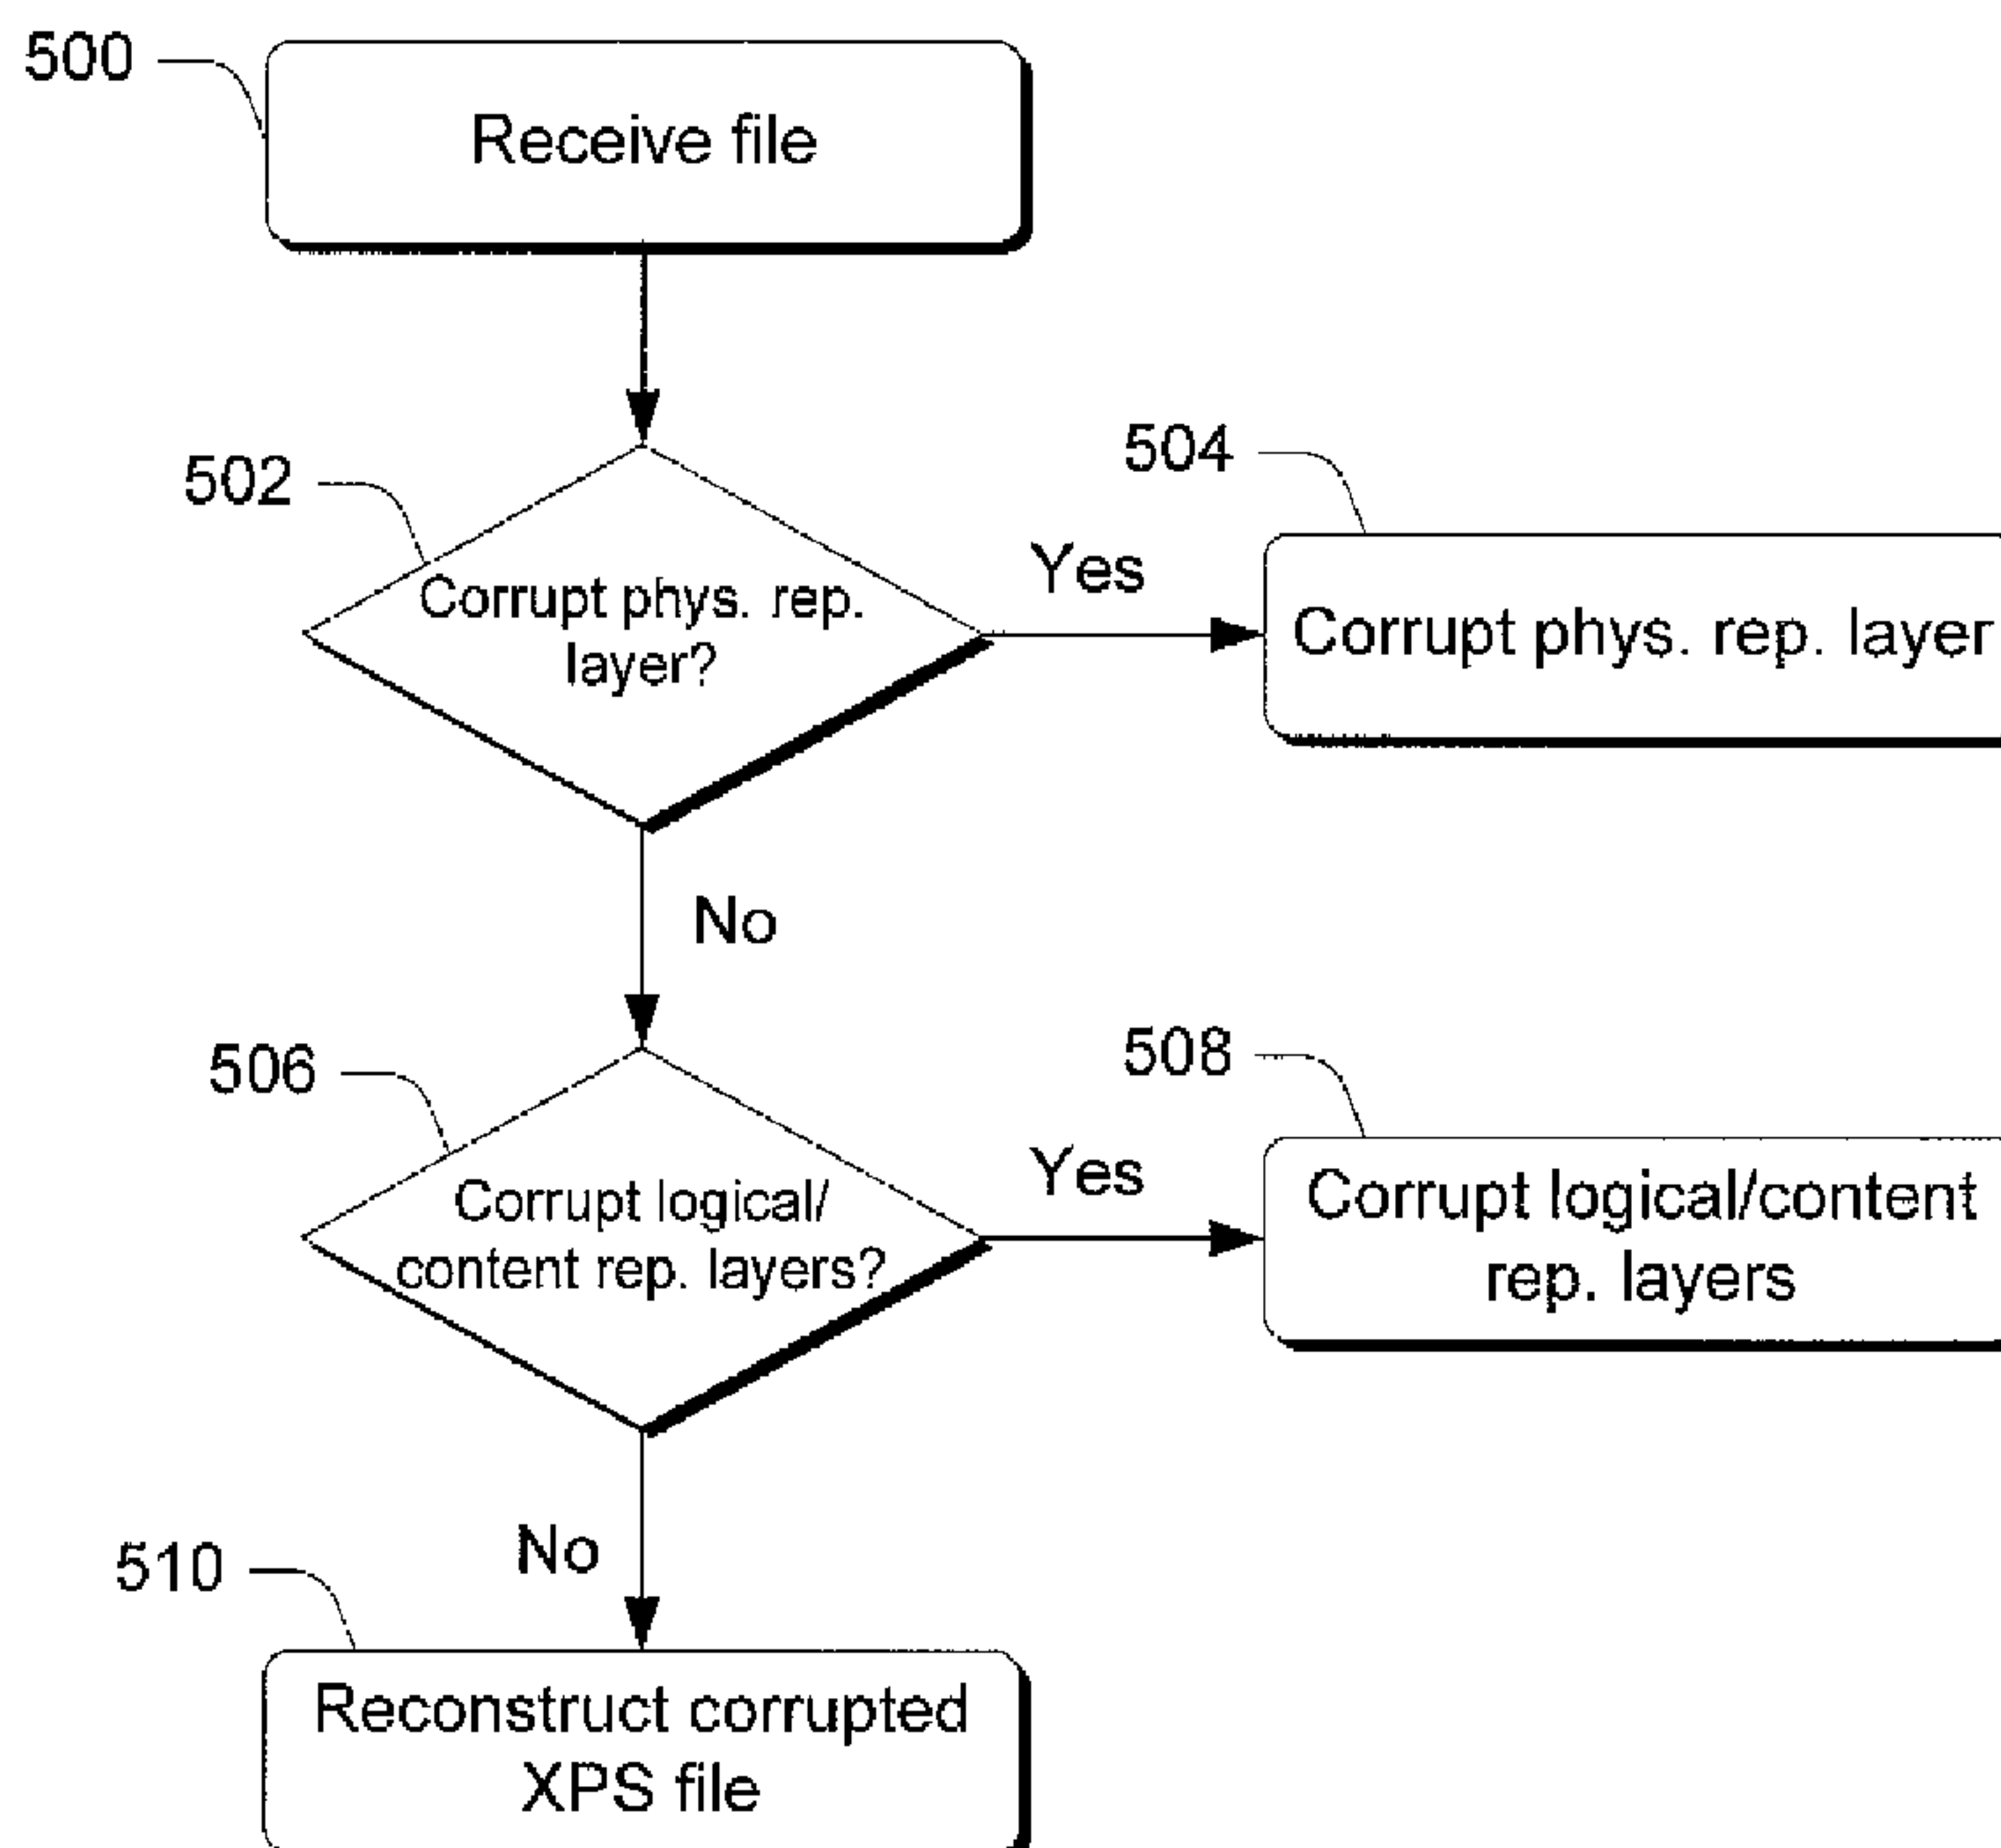 500
Receive file
502
Corrupt phys. rep.
layer?
Yes
504
Corrupt phys. rep. layer
No
506
Corrupt logical/
content rep. layers?
Yes
508
Corrupt logical/content
rep. layers
No
510
Reconstruct corrupted
XPS file